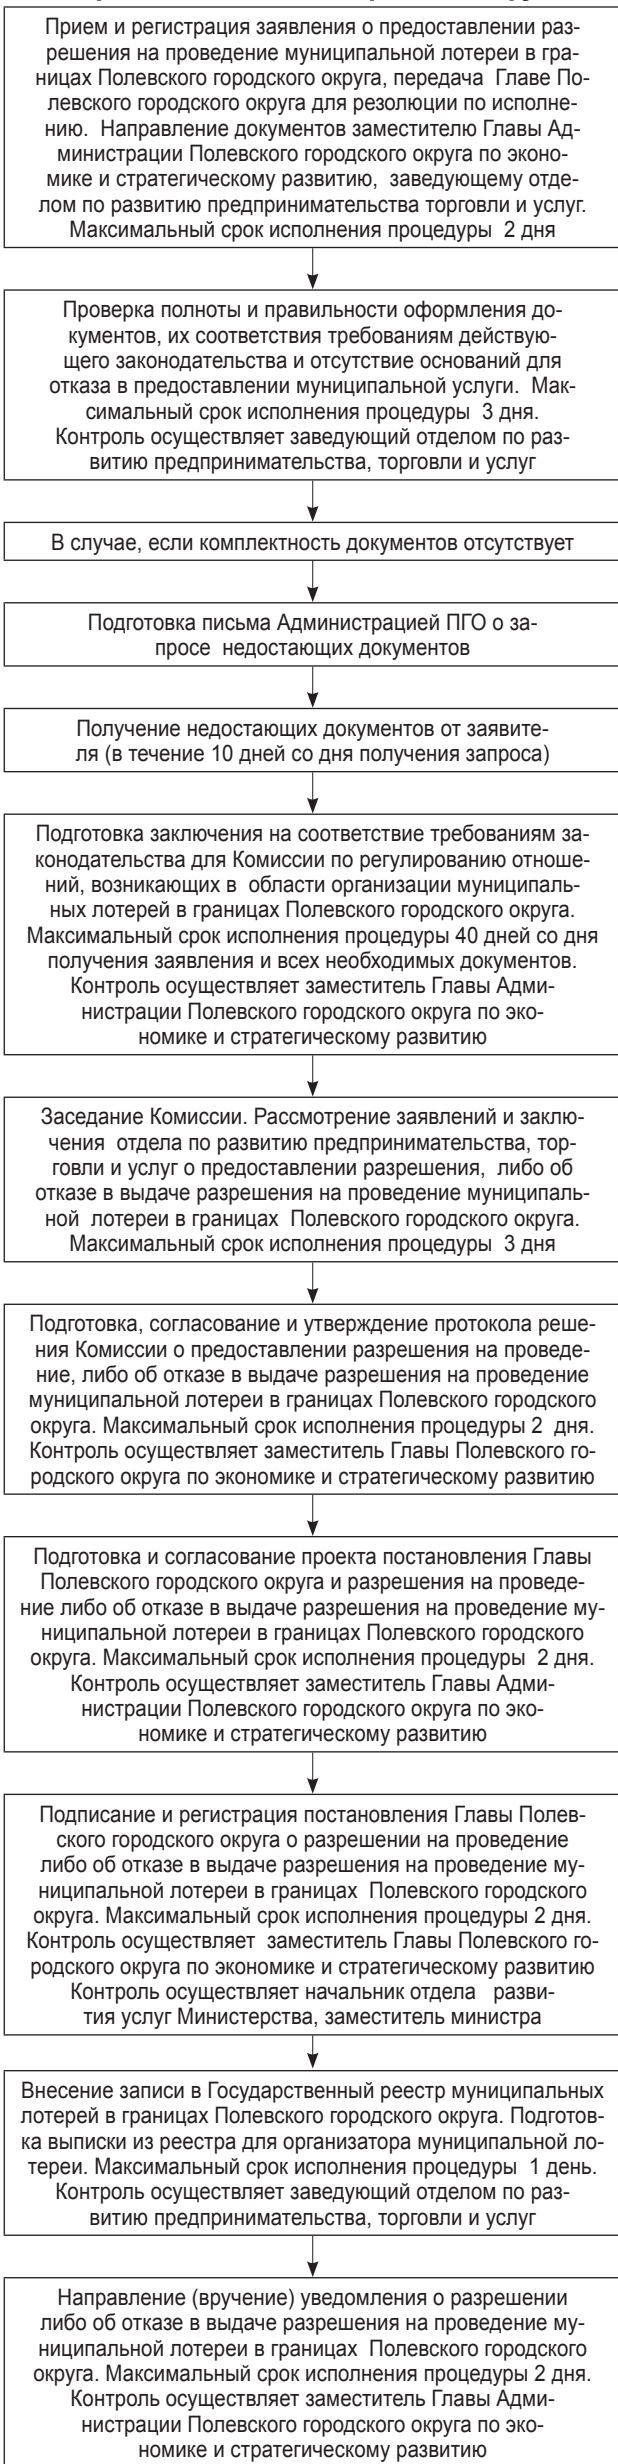 Прием и регистрация заявления о предоставлении раз-
решения на проведение муниципальной лотереи в гра-
ницах Полевского городского округа, передача  Главе По-
левского городского округа для резолюции по исполне-
нию.  Направление документов заместителю Главы Ад-
министрации Полевского городского округа по эконо-
мике и стратегическому развитию,  заведующему отде-
лом по развитию предпринимательства торговли и услуг.
Максимальный срок исполнения процедуры  2 дня
Проверка полноты и правильности оформления до-
кументов, их соответствия требованиям действую-
щего законодательства и отсутствие оснований для
отказа в предоставлении муниципальной услуги.  Мак-
симальный срок исполнения процедуры  3 дня.
Контроль осуществляет заведующий отделом по раз-
витию предпринимательства, торговли и услуг
В случае, если комплектность документов отсутствует
Подготовка письма Администрацией ПГО о за-
просе  недостающих документов
Получение недостающих документов от заявите-
ля (в течение 10 дней со дня получения запроса)
Подготовка заключения на соответствие требованиям за-
конодательства для Комиссии по регулированию отноше-
ний, возникающих в  области организации муниципаль-
ных лотерей в границах Полевского городского округа.
Максимальный срок исполнения процедуры 40 дней со дня
получения заявления и всех необходимых документов.
Контроль осуществляет заместитель Главы Адми-
нистрации Полевского городского округа по эко-
номике и стратегическому развитию
Заседание Комиссии. Рассмотрение заявлений и заклю-
чения  отдела по развитию предпринимательства, тор-
говли и услуг о предоставлении разрешения,  либо об
отказе в выдаче разрешения на проведение муниципаль-
ной  лотереи в границах  Полевского городского округа.
Максимальный срок исполнения процедуры  3 дня
Подготовка, согласование и утверждение протокола реше-
ния Комиссии о предоставлении разрешения на проведе-
ние, либо об отказе в выдаче разрешения на проведение
муниципальной лотереи в границах Полевского городского
округа. Максимальный срок исполнения процедуры 2  дня.
Контроль осуществляет заместитель Главы Полевского го-
родского округа по экономике и стратегическому развитию
Подготовка и согласование проекта постановления Главы
Полевского городского округа и разрешения на проведе-
ние либо об отказе в выдаче разрешения на проведение му-
ниципальной лотереи в границах Полевского городского
округа. Максимальный срок исполнения процедуры  2 дня.
Контроль осуществляет заместитель Главы Адми-
нистрации Полевского городского округа по эко-
номике и стратегическому развитию
Подписание и регистрация постановления Главы Полев-
ского городского округа о разрешении на проведение
либо об отказе в выдаче разрешения на проведение му-
ниципальной лотереи в границах  Полевского городского
округа. Максимальный срок исполнения процедуры 2 дня.
Контроль осуществляет  заместитель Главы Полевского го-
родского округа по экономике и стратегическому развитию
Контроль осуществляет начальник отдела   разви-
тия услуг Министерства, заместитель министра
Внесение записи в Государственный реестр муниципальных
лотерей в границах Полевского городского округа. Подготов-
ка выписки из реестра для организатора муниципальной ло-
тереи. Максимальный срок исполнения процедуры  1 день.
Контроль осуществляет заведующий отделом по раз-
витию предпринимательства, торговли и услуг
Направление (вручение) уведомления о разрешении
либо об отказе в выдаче разрешения на проведение му-
ниципальной лотереи в границах  Полевского городского
округа. Максимальный срок исполнения процедуры 2 дня.
Контроль осуществляет заместитель Главы Адми-
нистрации Полевского городского округа по эко-
номике и стратегическому развитию